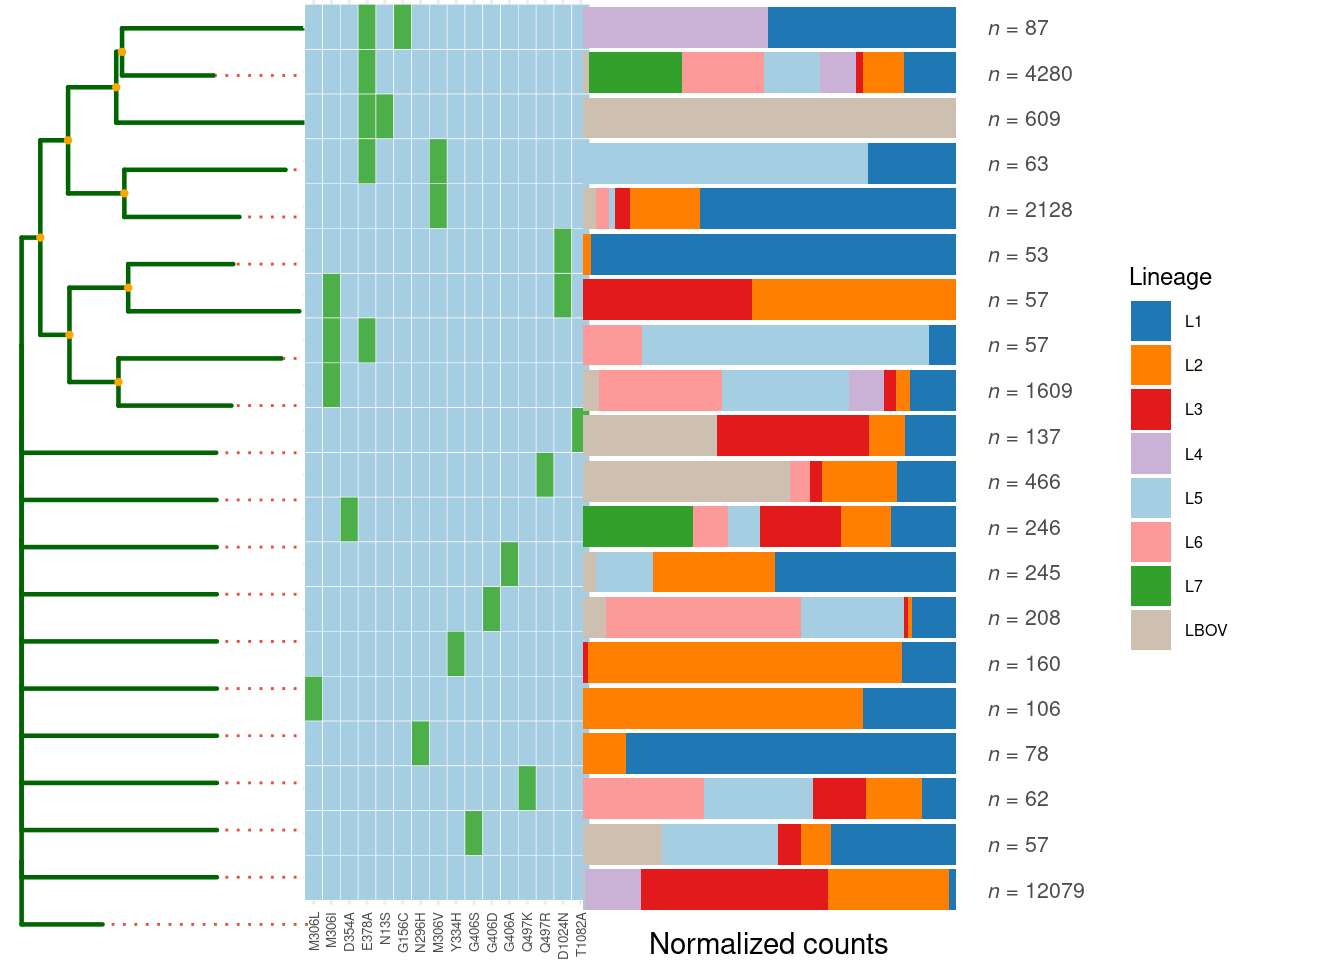 n = 87
n = 4280
n = 609
n = 63
n = 2128
n = 53
n = 57
n = 57
n = 1609
n = 137
n = 466
n = 246
n = 245
n = 208
n = 160
n = 106
n = 78
n = 62
n = 57
n = 12079
Lineage
L1
L2
L3
L4
L5
L6
L7
LBOV
M306L
M306I
D354A
E378A
N13S
G156C
N296H
M306V
Y334H
G406S
G406D
G406A
Q497K
Q497R
D1024N
T1082A
Normalized counts